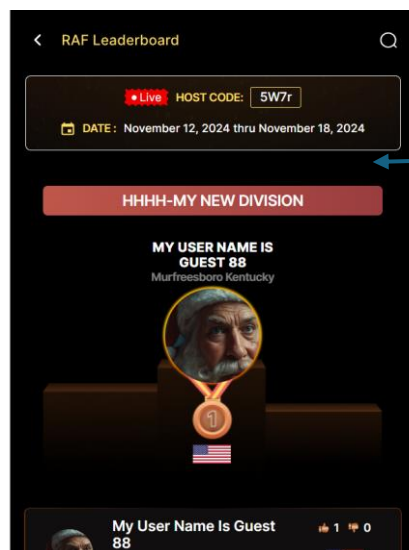 RAF Leaderboard
Live HOST CODE: 5W7r
DATE : November 12, 2024 thru November 18, 2024
HHHH-MY NEW DIVISION
MY USER NAME IS
GUEST 88
Murfreesboro Kentucky
1
My User Name Is Guest
88
1 0